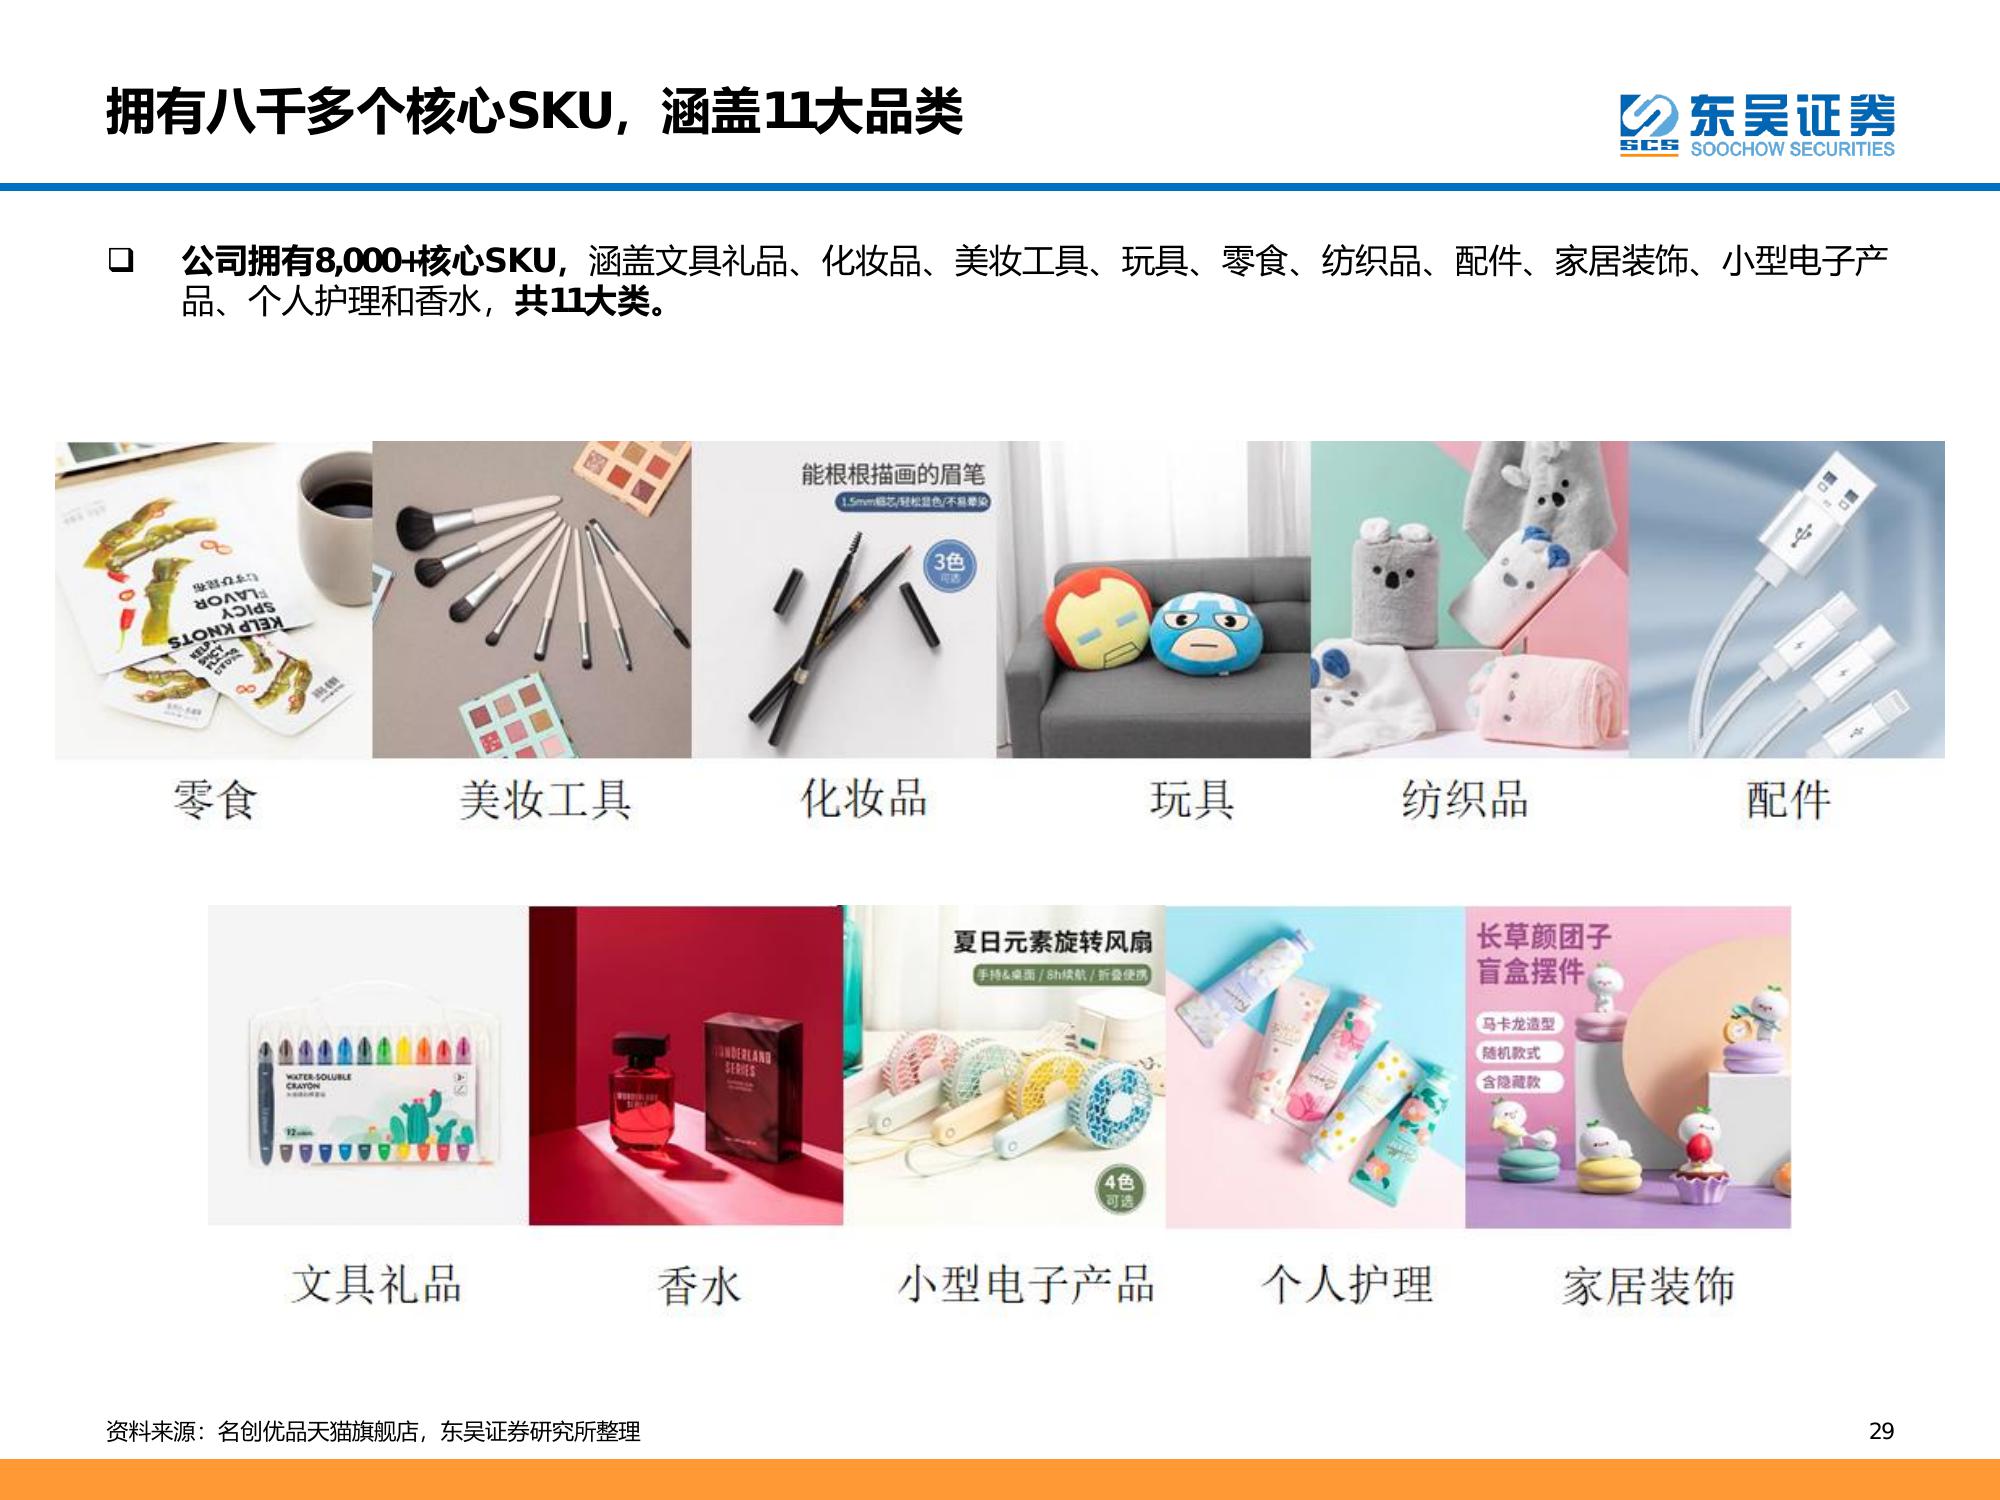 拥有八千多个核心SKU，涵盖11大品类
东吴证券
SCS
SOOCHOW SECURITIES
公司拥有8,000+核心SKU，涵盖文具礼品、化妆品、美妆工具、玩具、零食、纺织品、配件、家居装饰、小型电子产
品、个人护理和香水，共11大类。
能根根描画的眉笔
1.5mm细芯/轻松显色/不易晕染
3色
可选
SPICY
FLAVOR
KELP KNOTS
零食
美妆工具
化妆品
玩具
纺织品
配件
WATER-SOLUBLE
CRAYON
WONDERLAND
SERIES
夏日元素旋转风扇
手持&桌面 / 8h续航 / 折叠便携
4色
可选
长草颜团子
盲盒摆件
马卡龙造型
随机款式
含隐藏款
文具礼品
香水
小型电子产品
个人护理
家居装饰
资料来源：名创优品天猫旗舰店，东吴证券研究所整理
29